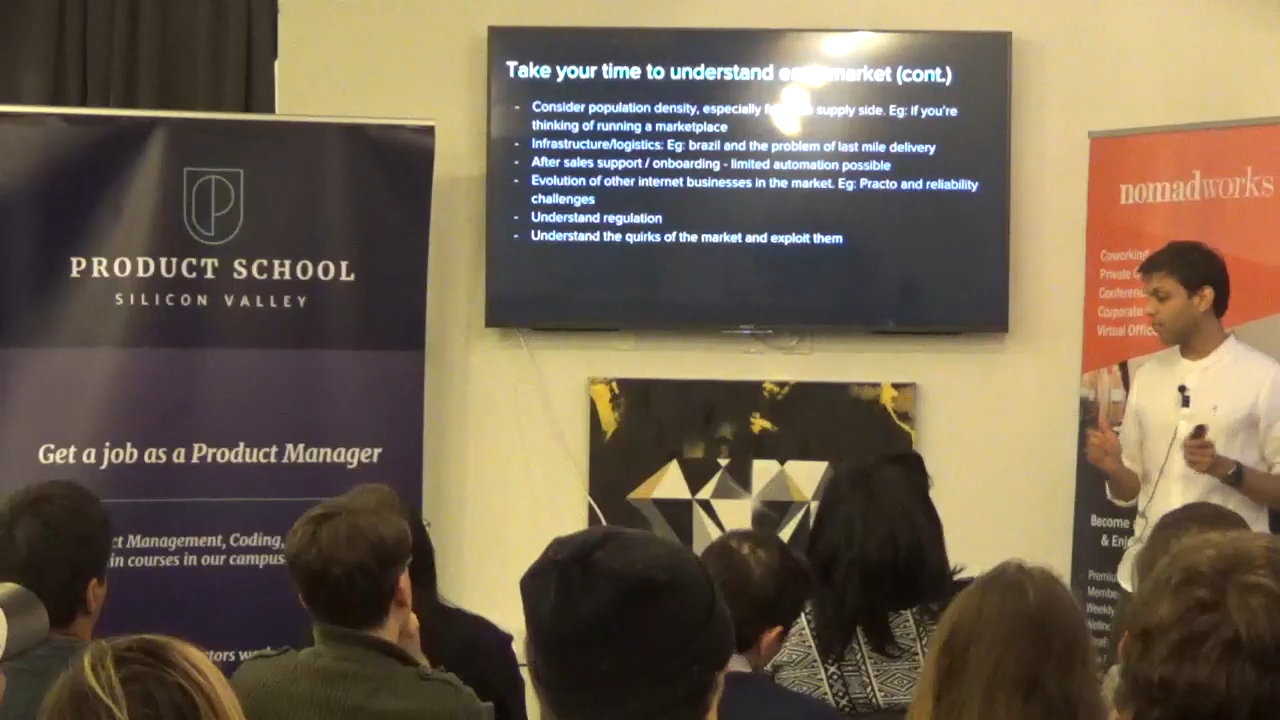 Take your time to understand market (cont.)
- Consider population density, especially supply side. Eg: if you're
thinking of running a marketplace
- Infrastructure/logistics: Eg: brazil and the problem of last mile delivery
- After sales support / onboarding - limited automation possible
- Evolution of other internet businesses in the market. Eg: Practo and reliability
challenges
- Understand regulation
- Understand the quirks of the market and exploit them
PRODUCT SCHOOL
SILICON VALLEY
Get a job as a Product Manager
Management, Coding,
in courses in our campus
nomadworks
Coworking
Private
Corporate
Virtual
Become
&
Weekly